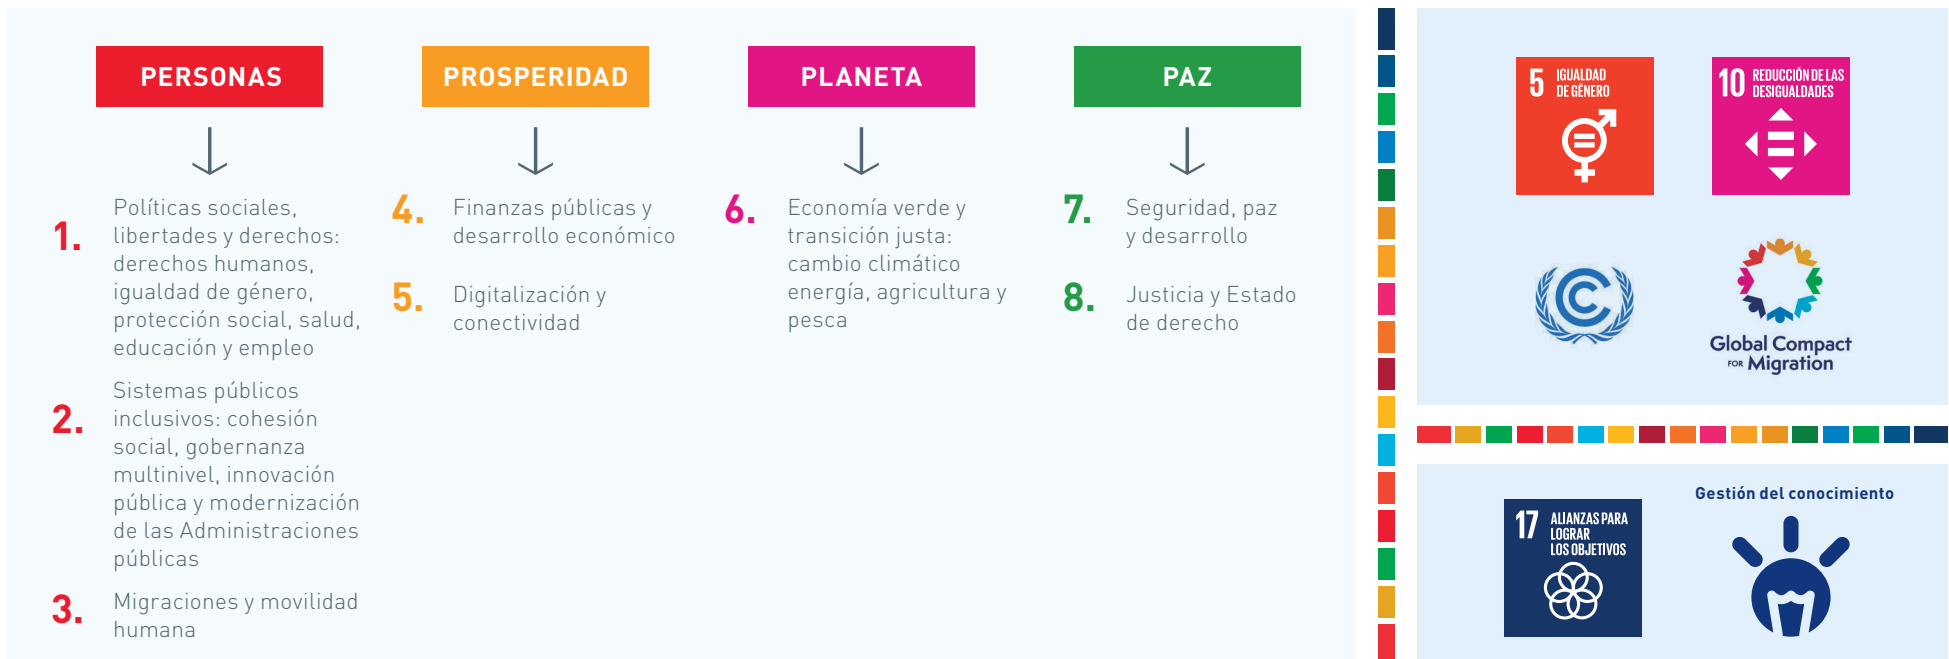 PERSONAS
1.
Políticas sociales,
libertades y derechos:
derechos humanos,
igualdad de género,
protección social, salud,
educación y empleo
2.
Sistemas públicos
inclusivos: cohesión
social, gobernanza
multinivel, innovación
pública y modernización
de las Administraciones
públicas
3.
Migraciones y movilidad
humana
PROSPERIDAD
4.
Finanzas públicas y
desarrollo económico
5.
Digitalización y
conectividad
PLANETA
6.
Economía verde y
transición justa:
cambio climático
energía, agricultura y
pesca
PAZ
7.
Seguridad, paz
y desarrollo
8.
Justicia y Estado
de derecho
5 IGUALDAD
DE GÉNERO
10 REDUCCIÓN DE LAS
DESIGUALDADES
Global Compact
FOR Migration
17 ALIANZAS PARA
LOGRAR
LOS OBJETIVOS
Gestión del conocimiento